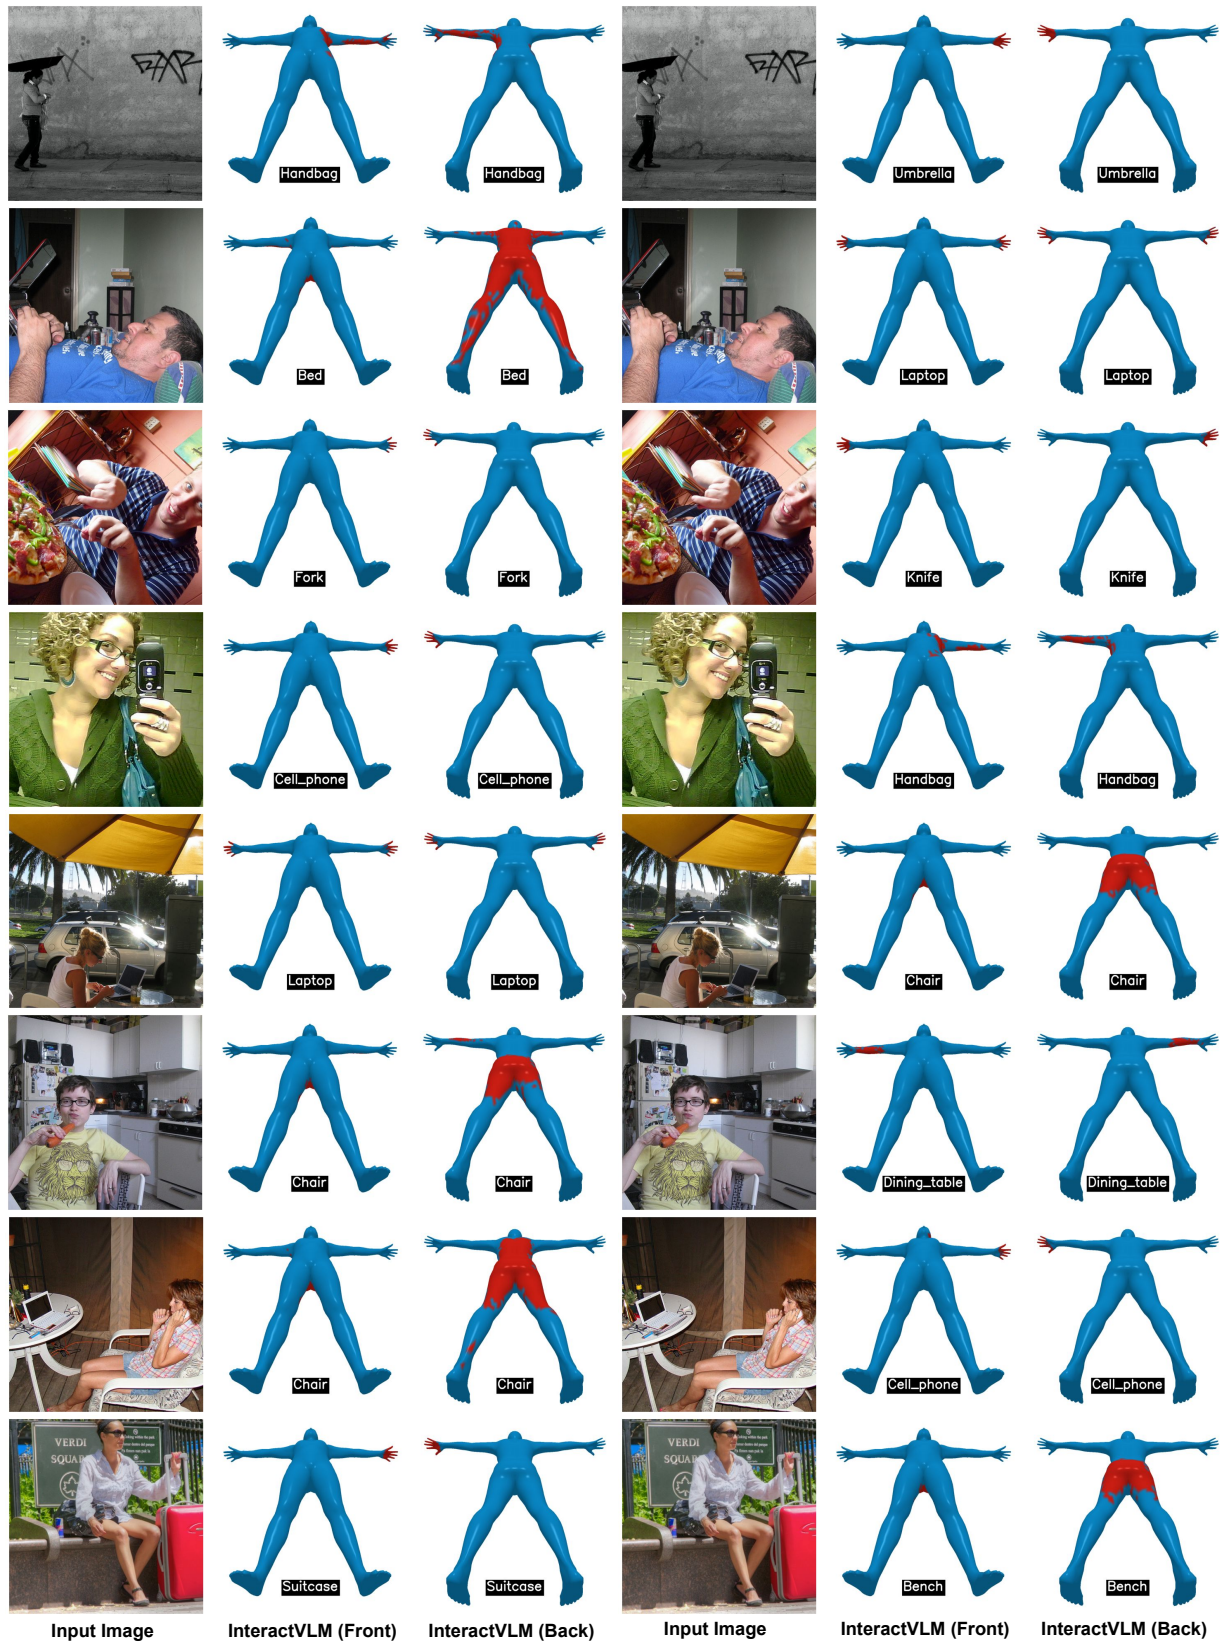 Handbag Handbag Umbrella Umbrella
Bed Bed Laptop Laptop
Fork Fork Knife Knife
Cell_phone Cell_phone Handbag Handbag
Laptop Laptop Chair Chair
Chair Chair Dining_table Dining_table
Chair Chair Cell_phone Cell_phone
VERDI
SQUA
VERDI
SQUA
Suitcase Suitcase Bench Bench
Input Image InteractVLM (Front) InteractVLM (Back) Input Image InteractVLM (Front) InteractVLM (Back)